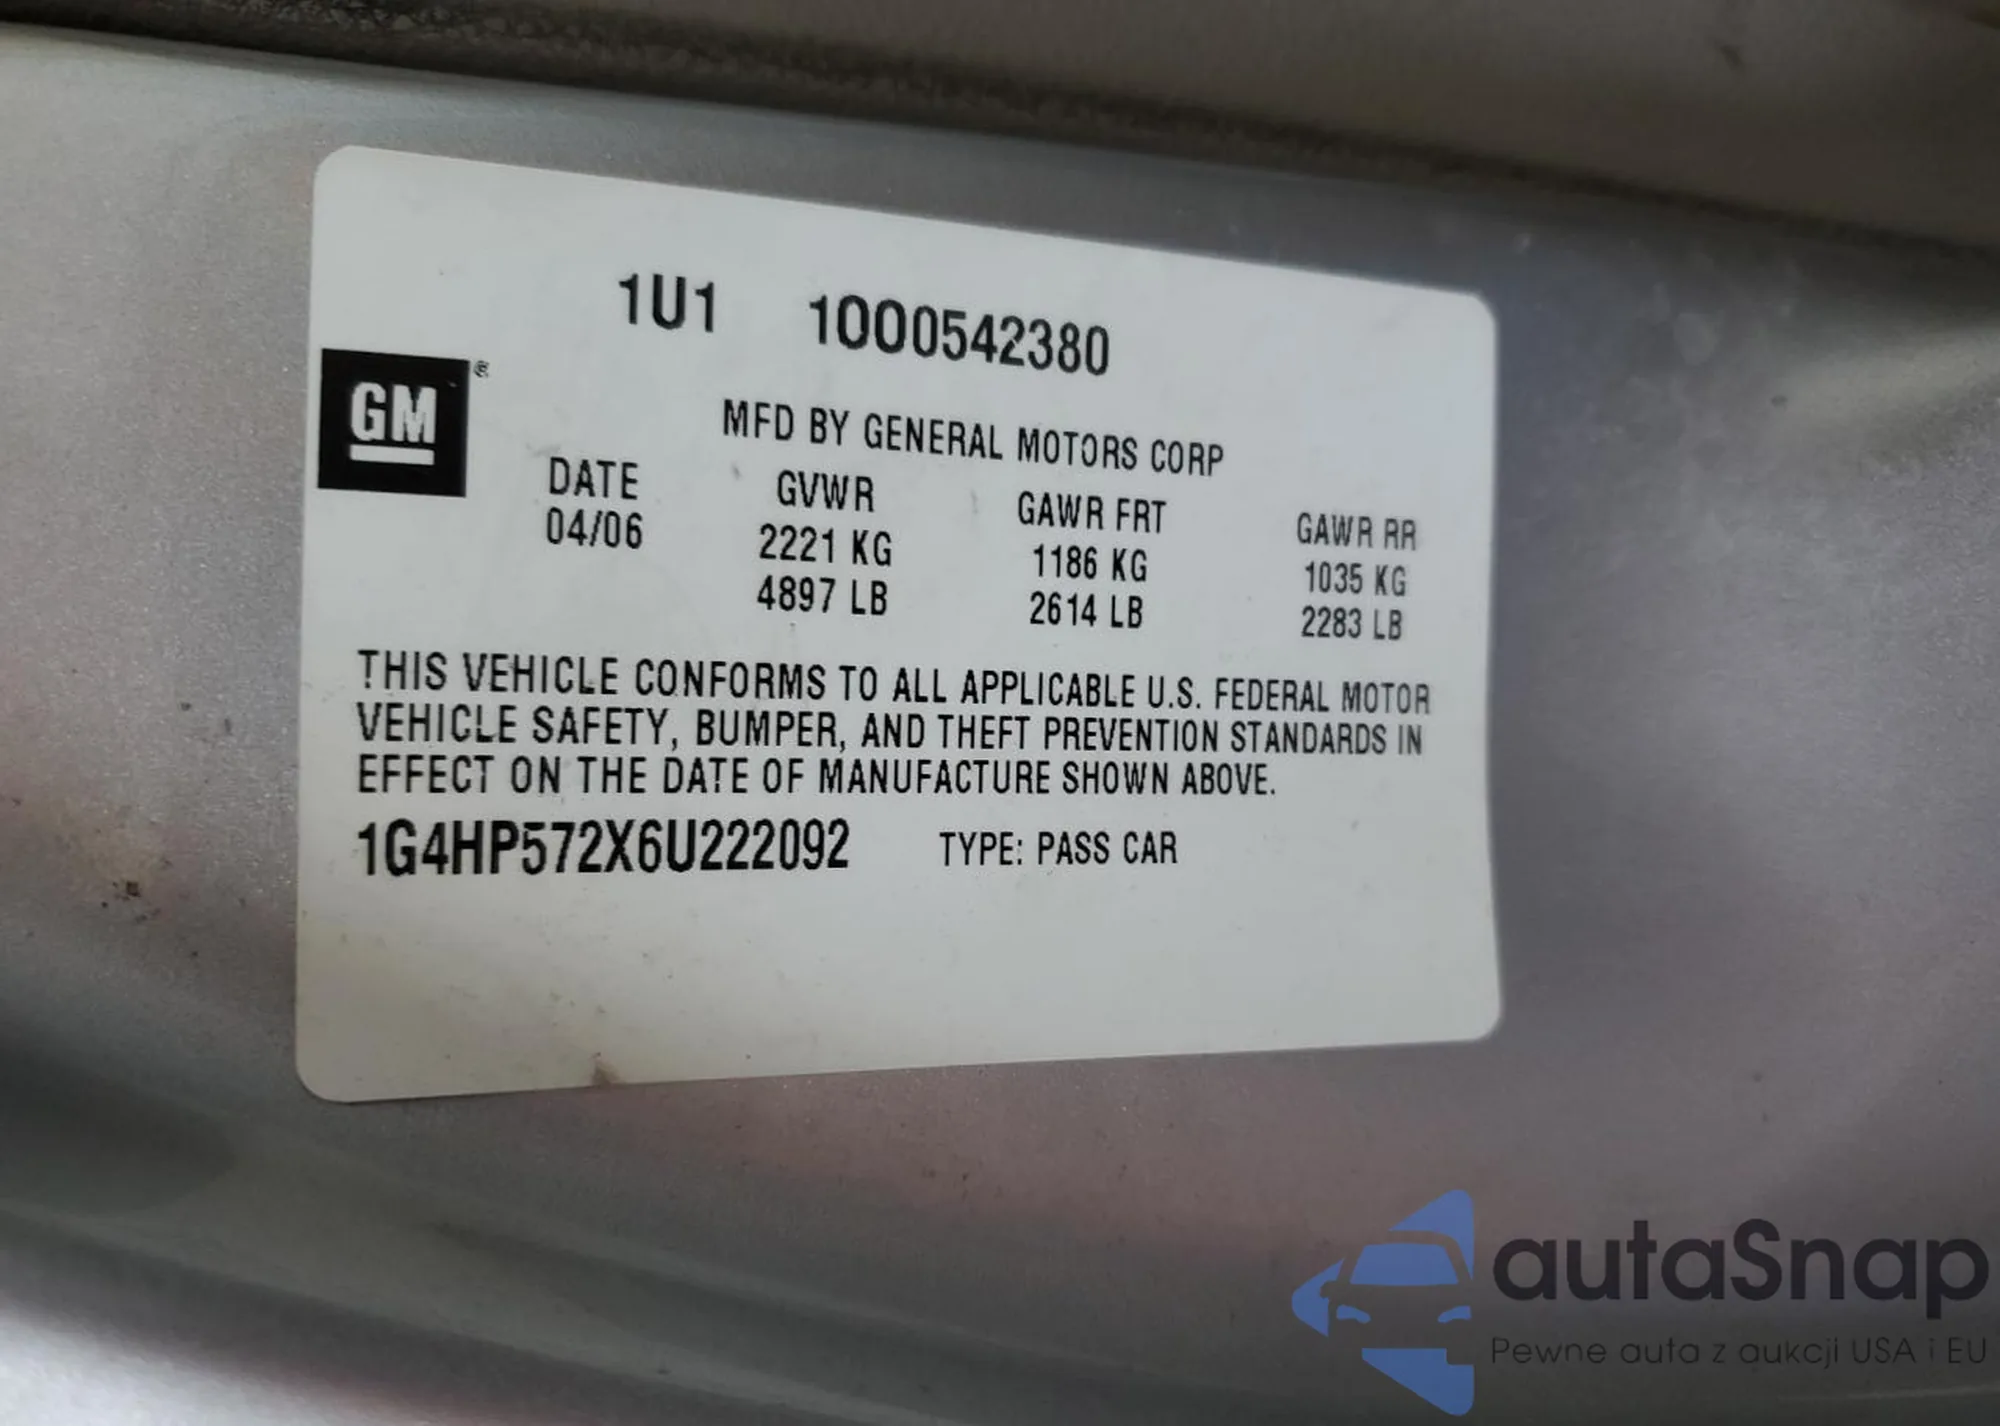 1U1 1000542380
GM®
MFD BY GENERAL MOTORS CORP
DATE GVWR GAWR FRT GAWR RR
04/06 2221 KG 1186 KG 1035 KG
4897 LB 2614 LB 2283 LB
THIS VEHICLE CONFORMS TO ALL APPLICABLE U.S. FEDERAL MOTOR
VEHICLE SAFETY, BUMPER, AND THEFT PREVENTION STANDARDS IN
EFFECT ON THE DATE OF MANUFACTURE SHOWN ABOVE.
1G4HP572X6U222092 TYPE: PASS CAR
autaSnap
Pewne auta z aukcji USA i EU